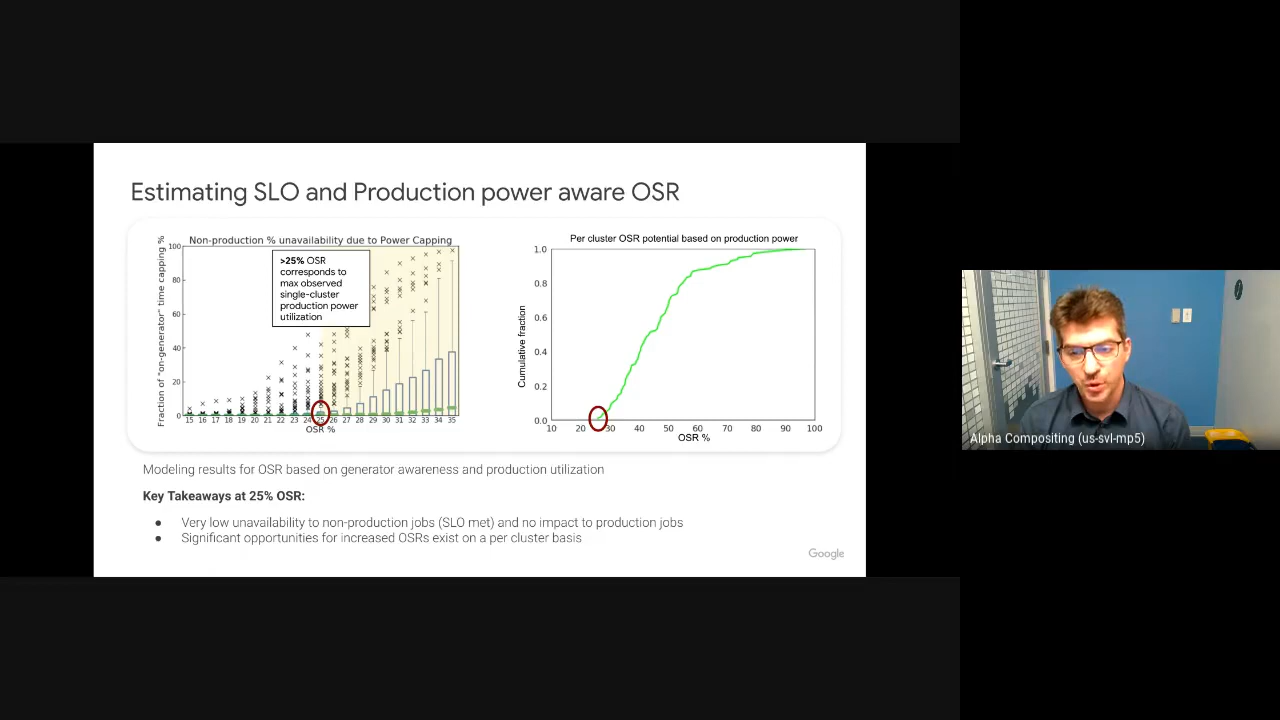 Estimating SLO and Production power aware OSR
Non-production % unavailability due to Power Capping
Fraction of "on-generator" time capping %
100
80
60
40
20
0
>25% OSR
corresponds to
max observed
single-cluster
production power
utilization
15 16 17 18 19 20 21 22 23 24 25 26 27 28 29 30 31 32 33 34 35
OSR %
Per cluster OSR potential based on production power
Cumulative fraction
1.0
0.8
0.6
0.4
0.2
0.0
10 20 30 40 50 60 70 80 90 100
OSR %
Modeling results for OSR based on generator awareness and production utilization
Key Takeaways at 25% OSR:
● Very low unavailability to non-production jobs (SLO met) and no impact to production jobs
● Significant opportunities for increased OSRs exist on a per cluster basis
Google
Alpha Compositing (us-svl-mp5)